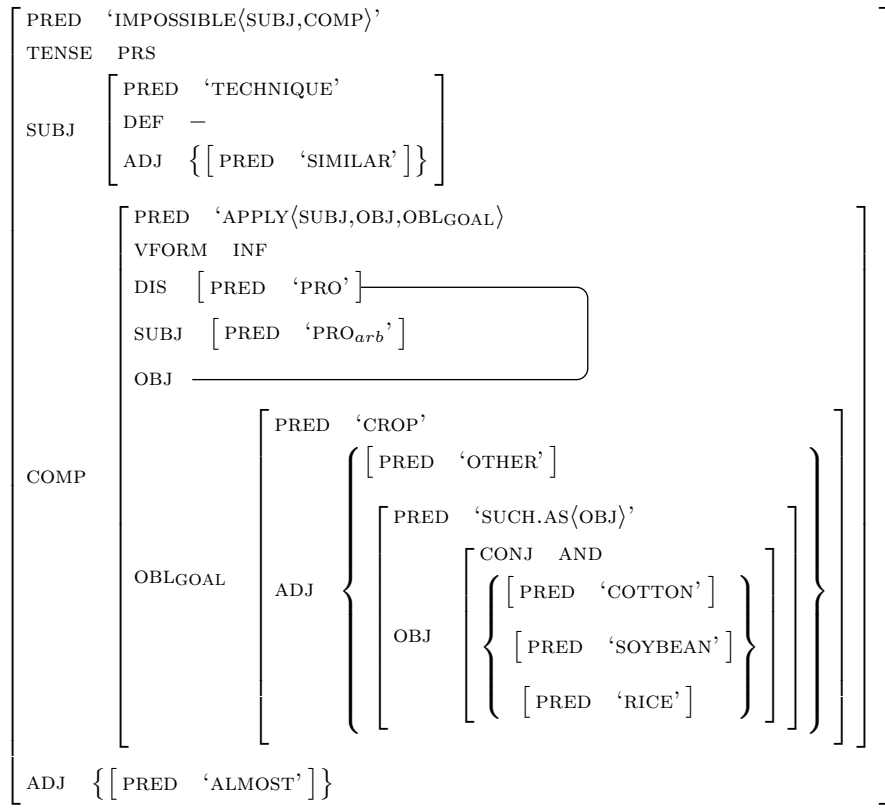 PRED ‘IMPOSSIBLE⟨SUBJ,COMP⟩’
TENSE PRS
SUBJ
PRED ‘TECHNIQUE’
DEF −
ADJ {[PRED ‘SIMILAR’]}
COMP
PRED ‘APPLY⟨SUBJ,OBJ,OBLGOAL⟩
VFORM INF
DIS [PRED ‘PRO’]
SUBJ [PRED ‘PROarb’]
OBJ
OBLGOAL
PRED ‘CROP’
ADJ
[PRED ‘OTHER’]
PRED ‘SUCH.AS⟨OBJ⟩’
OBJ
CONJ AND
[PRED ‘COTTON’]
[PRED ‘SOYBEAN’]
[PRED ‘RICE’]
ADJ {[PRED ‘ALMOST’]}